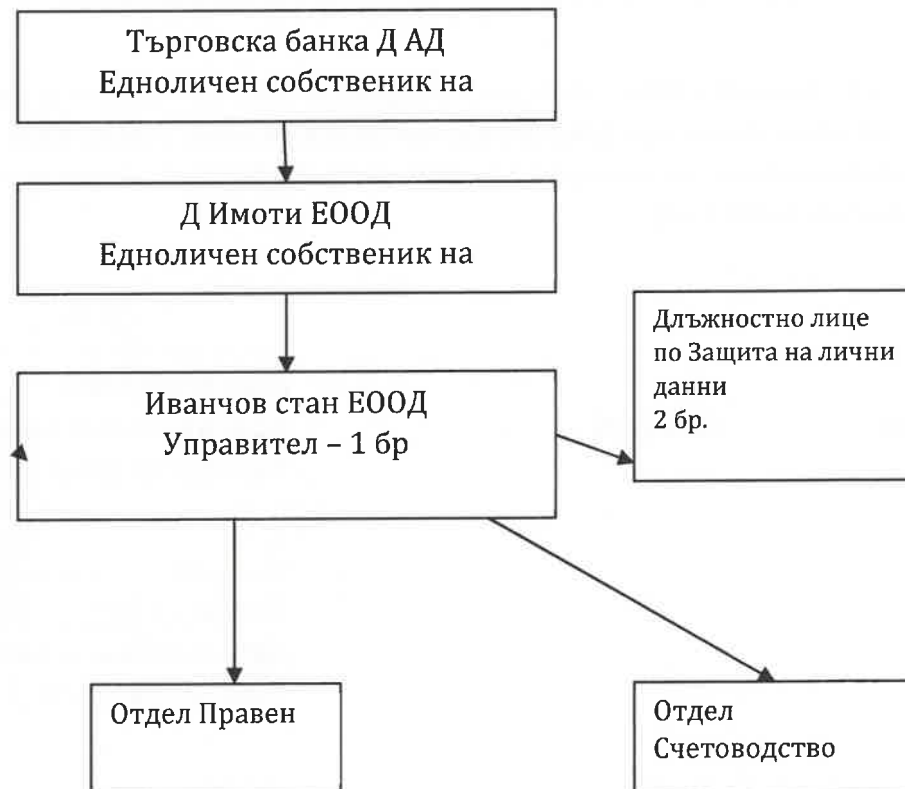 Търговска банка Д АД
Едноличен собственик на
Д Имоти ЕООД
Едноличен собственик на
Длъжностно лице
по Защита на лични
данни
2 бр.
Иванчов стан ЕООД
Управител – 1 бр
Отдел Правен
Отдел
Счетоводство